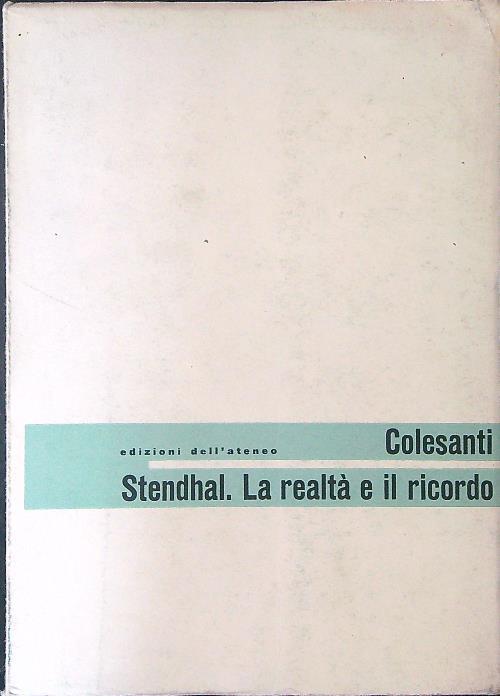 Colesanti
edizioni dell'ateneo
Stendhal. La realtà e il ricordo